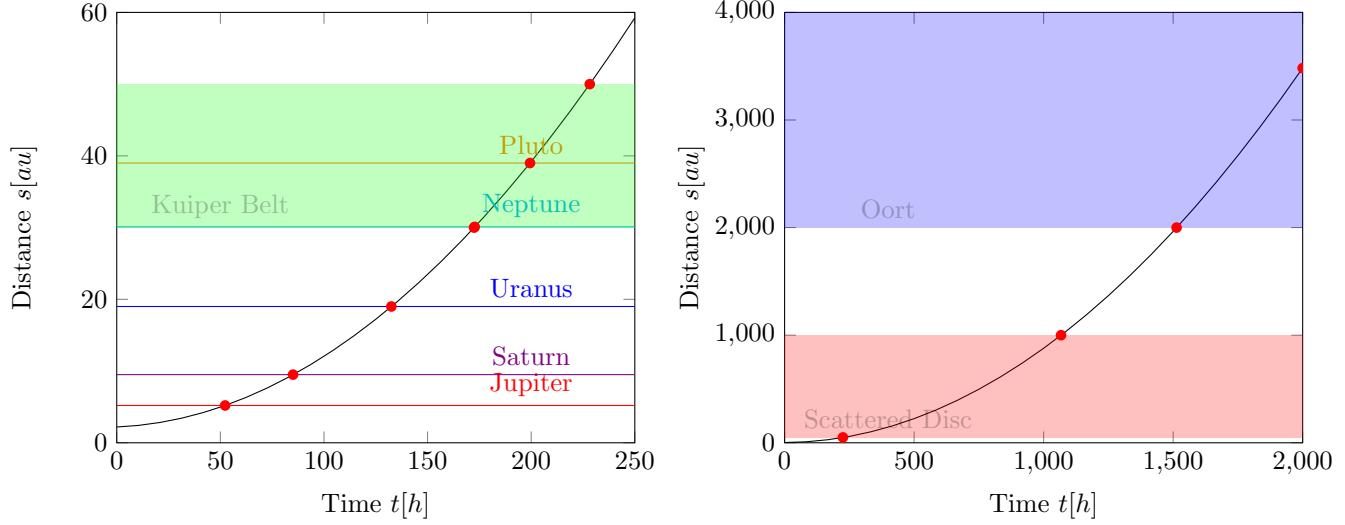 60
40
20
0
Distance s[au]
Pluto
Kuiper Belt
Neptune
Uranus
Saturn
Jupiter
0 50 100 150 200 250
Time t[h]
4,000
3,000
2,000
1,000
0
Distance s[au]
Oort
Scattered Disc
0 500 1,000 1,500 2,000
Time t[h]